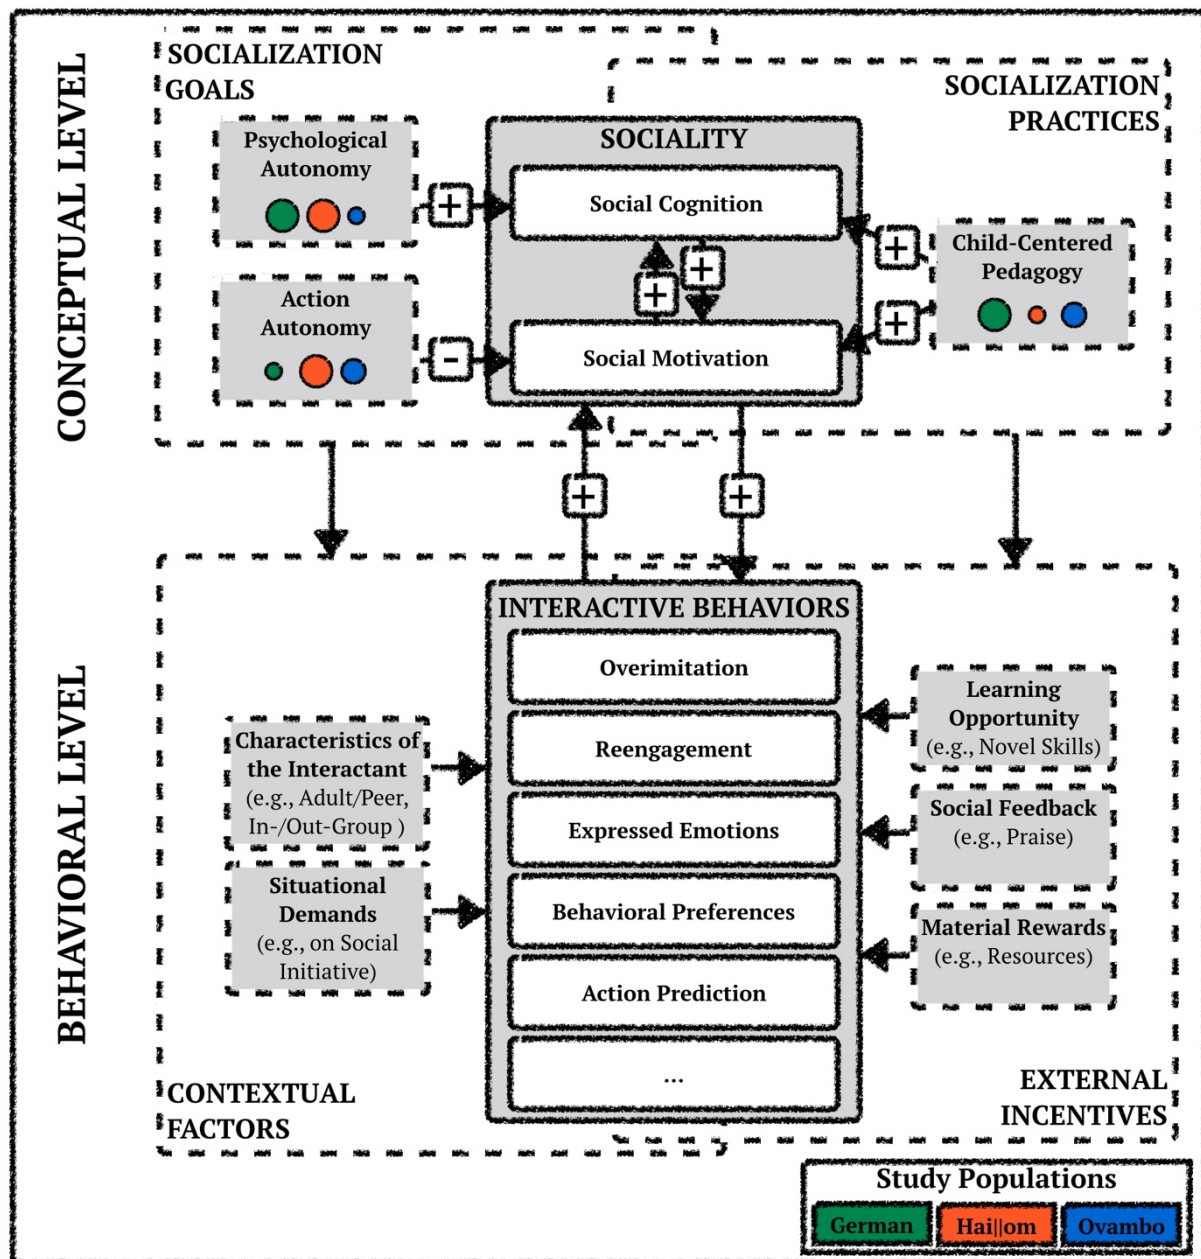 CONCEPTUAL LEVEL
SOCIALIZATION
GOALS
SOCIALIZATION
PRACTICES
Psychological
Autonomy
+
Action
Autonomy
-
SOCIALITY
Social Cognition
+
+
Social Motivation
+
+
Child-Centered
Pedagogy
+
+
BEHAVIORAL LEVEL
INTERACTIVE BEHAVIORS
Overimitation
Reengagement
Expressed Emotions
Behavioral Preferences
Action Prediction
...
Characteristics of
the Interactant
(e.g., Adult/Peer,
In-/Out-Group )
Situational
Demands
(e.g., on Social
Initiative)
Learning
Opportunity
(e.g., Novel Skills)
Social Feedback
(e.g., Praise)
Material Rewards
(e.g., Resources)
CONTEXTUAL
FACTORS
EXTERNAL
INCENTIVES
Study Populations
German
Hai||om
Ovambo